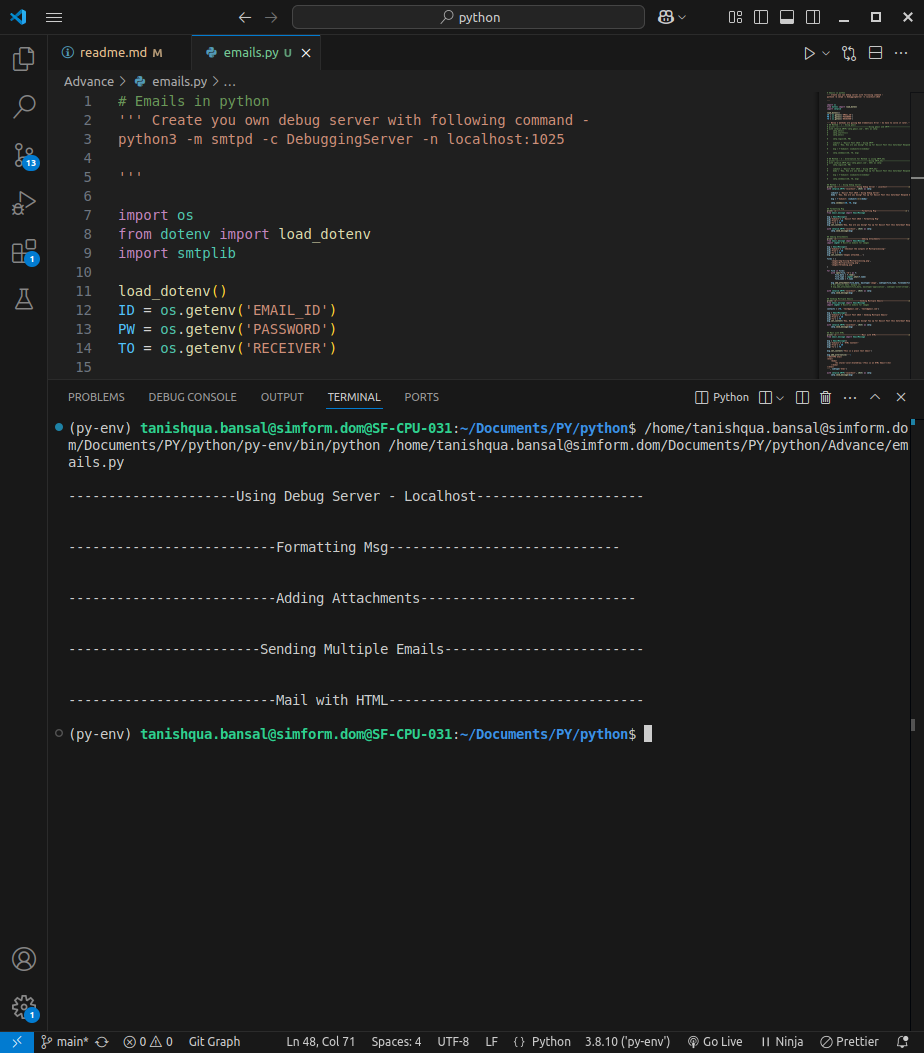 python
readme.md M
emails.py U
Advance > emails.py > ...
1 # Emails in python
2 ''' Create you own debug server with following command -
3 python3 -m smtpd -c DebuggingServer -n localhost:1025
4
5 '''
6
7 import os
8 from dotenv import load_dotenv
9 import smtplib
10
11 load_dotenv()
12 ID = os.getenv('EMAIL_ID')
13 PW = os.getenv('PASSWORD')
14 TO = os.getenv('RECEIVER')
15
13
1
PROBLEMS DEBUG CONSOLE OUTPUT TERMINAL PORTS Python
(py-env) tanishqua.bansal@simform.dom@SF-CPU-031:~/Documents/PY/python$ /home/tanishqua.bansal@simform.do
m/Documents/PY/python/py-env/bin/python /home/tanishqua.bansal@simform.dom/Documents/PY/python/Advance/em
ails.py
---------------------Using Debug Server - Localhost---------------------
--------------------------Formatting Msg-----------------------------
--------------------------Adding Attachments---------------------------
------------------------Sending Multiple Emails-------------------------
--------------------------Mail with HTML--------------------------------
(py-env) tanishqua.bansal@simform.dom@SF-CPU-031:~/Documents/PY/python$
1
main* 0 0 Git Graph Ln 48, Col 71 Spaces: 4 UTF-8 LF {} Python 3.8.10 ('py-env') Go Live Ninja Prettier